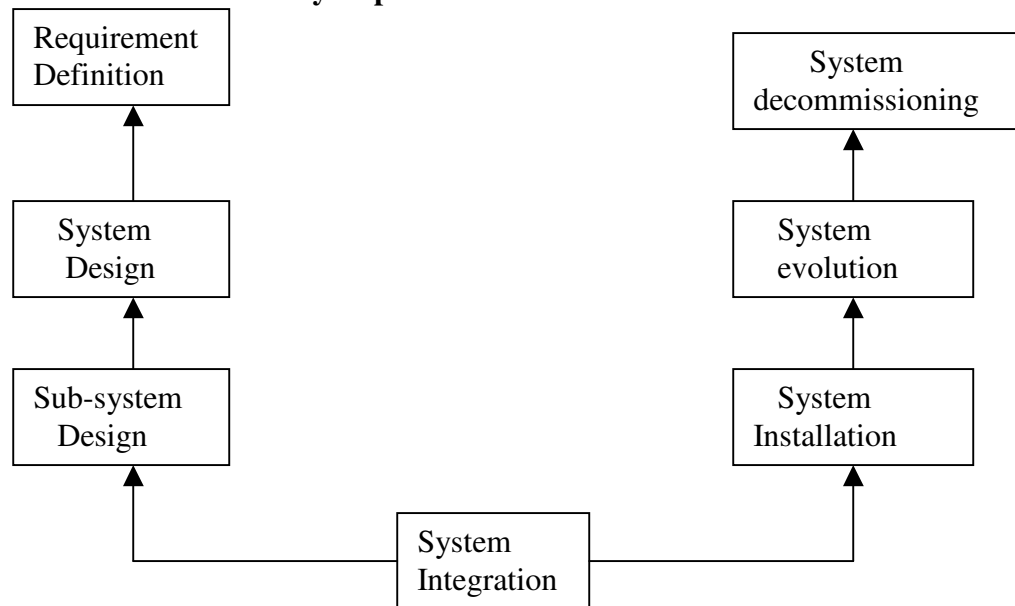 Requirement
Definition
System
Design
Sub-system
Design
System
Integration
System
decommissioning
System
evolution
System
Installation